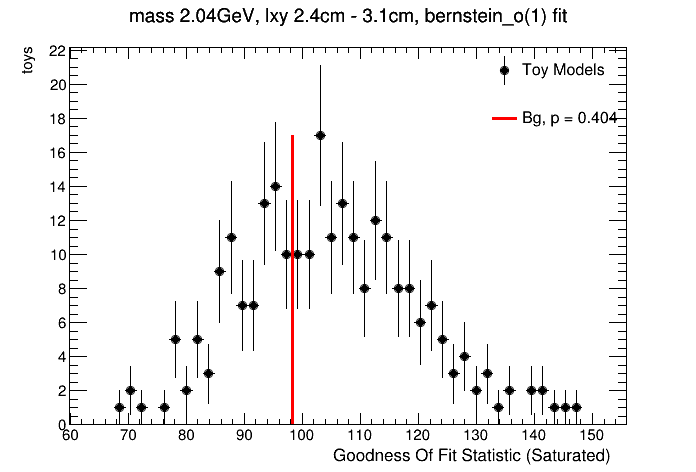 mass 2.04GeV, lxy 2.4cm - 3.1cm, bernstein_o(1) fit
toys
22
20
18
16
14
12
10
8
6
4
2
0
Toy Models
Bg, p = 0.404
60 70 80 90 100 110 120 130 140 150
Goodness Of Fit Statistic (Saturated)